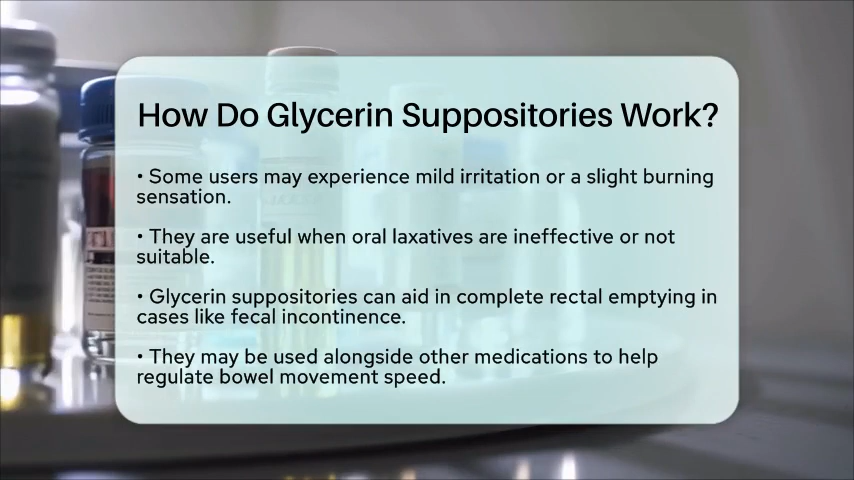 How Do Glycerin Suppositories Work?
• Some users may experience mild irritation or a slight burning
sensation.
• They are useful when oral laxatives are ineffective or not
suitable.
• Glycerin suppositories can aid in complete rectal emptying in
cases like fecal incontinence.
• They may be used alongside other medications to help
regulate bowel movement speed.